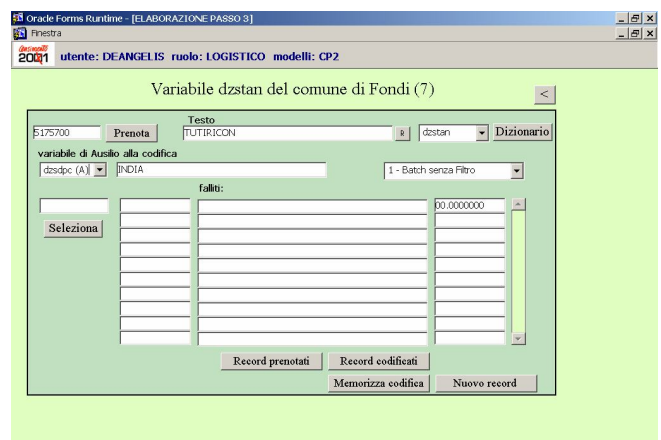 Oracle Forms Runtime - [ELABORAZIONE PASSO 3]
Finestra
Censimento 2001 utente: DEANGELIS ruolo: LOGISTICO modelli: CP2
Variabile dzstan del comune di Fondi (7)
<
Testo
5175700 Prenota TUTIRICON R dzstan Dizionario
variabile di Ausilio alla codifica
dzsdpc (A) INDIA 1 - Batch senza Filtro
falliti:
00.0000000
Seleziona
Record prenotati Record codificati
Memorizza codifica Nuovo record